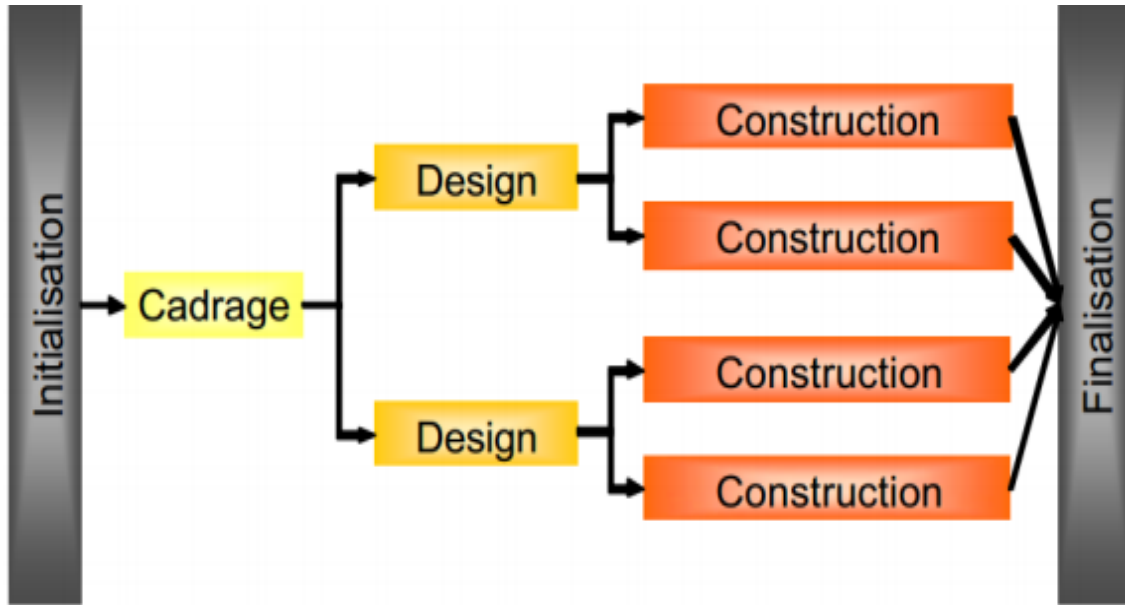 Initialisation
Cadrage
Design
Design
Construction
Construction
Construction
Construction
Finalisation